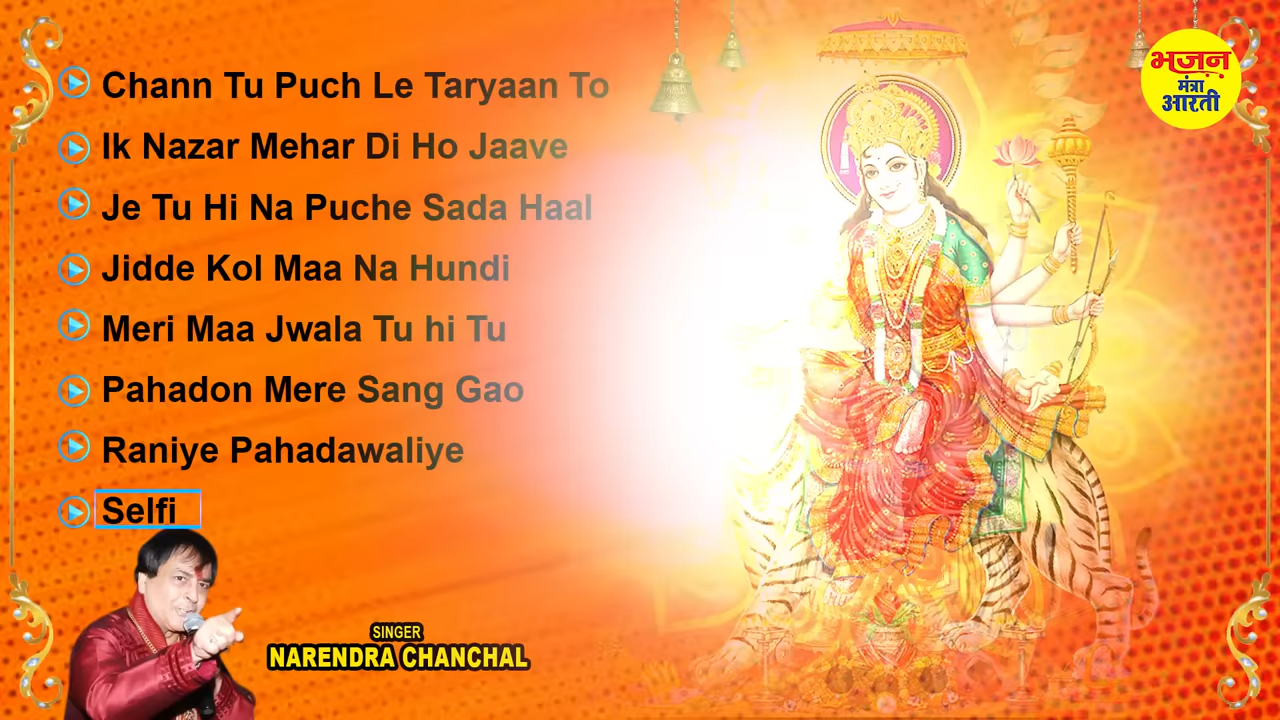 Chann Tu Puch Le Taryaan To
Ik Nazar Mehar Di Ho Jaave
Je Tu Hi Na Puche Sada Haal
Jidde Kol Maa Na Hundi
Meri Maa Jwala Tu hi Tu
Pahadon Mere Sang Gao
Raniye Pahadawaliye
Selfi
SINGER
NARENDRA CHANCHAL
भजन
मंत्रा
आरती